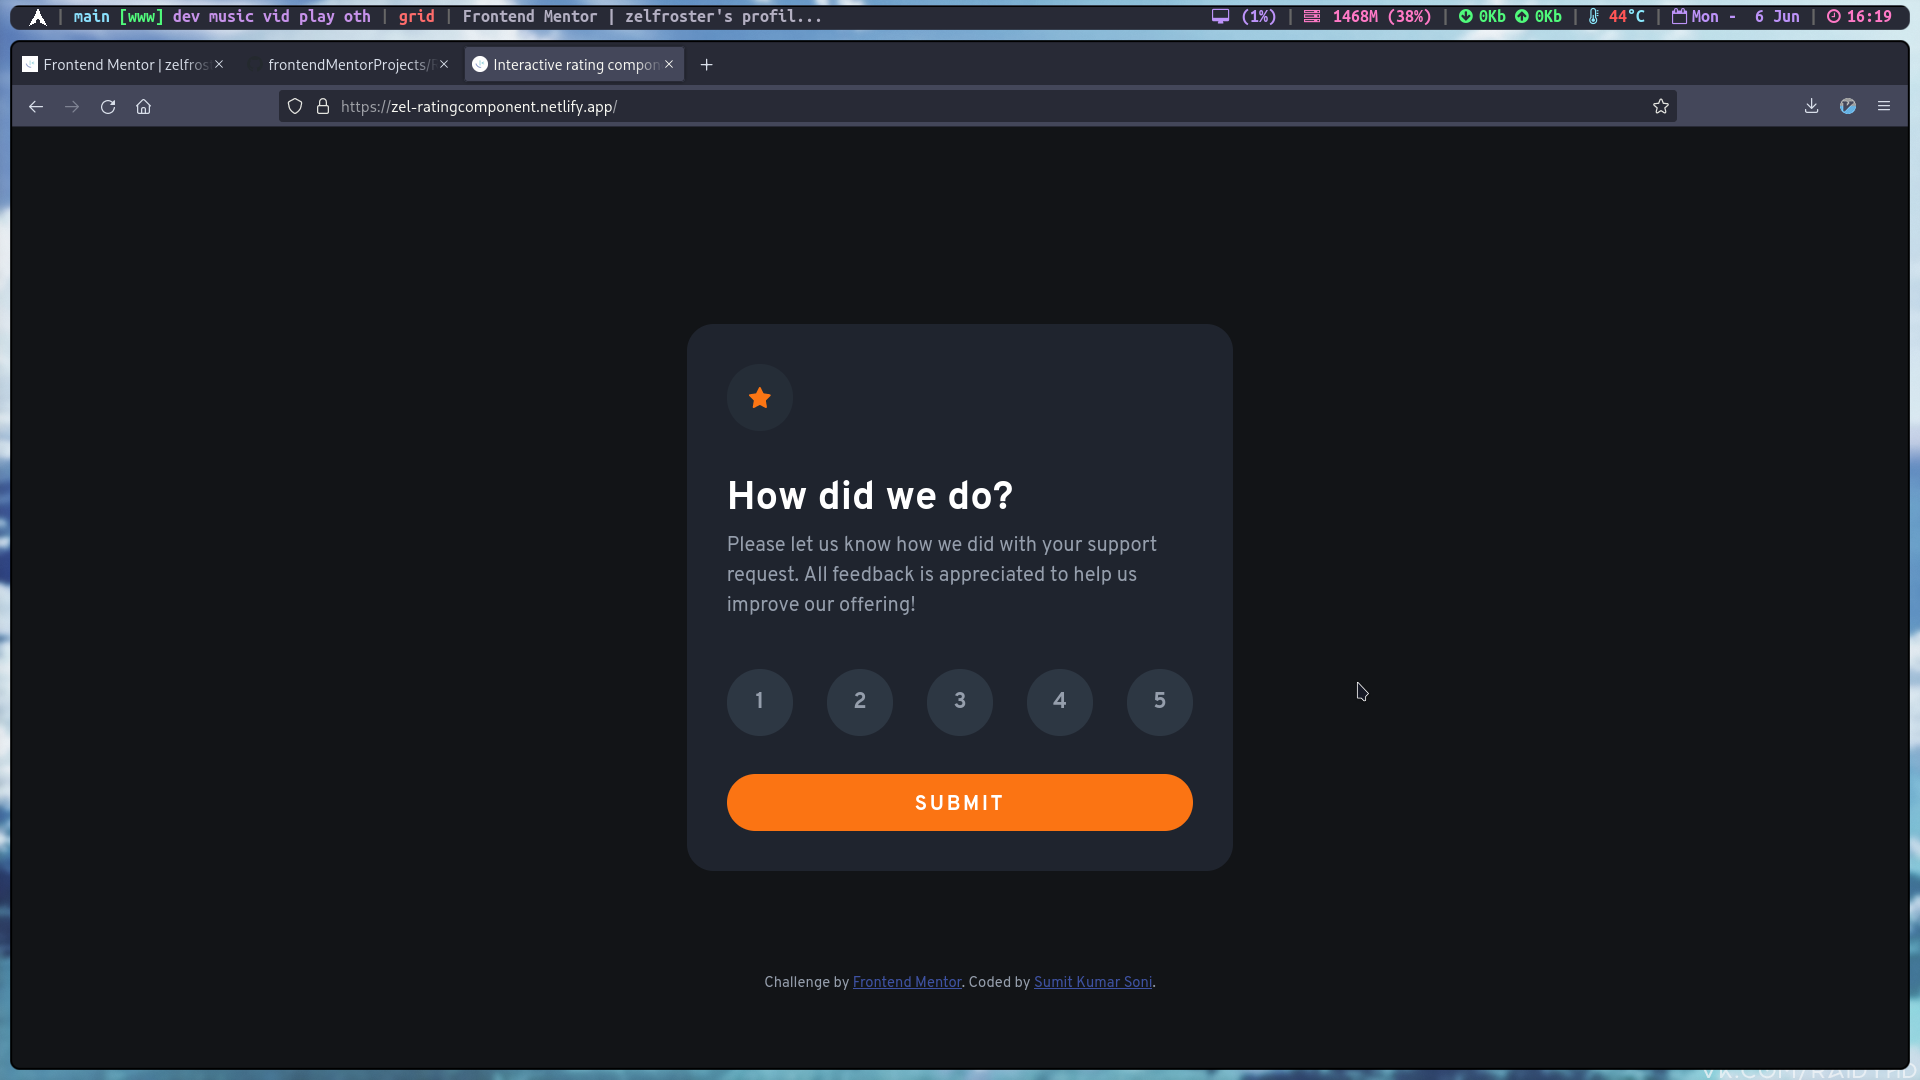 main [www] dev music vid play oth | grid | Frontend Mentor | zelfroster's profil...
(1%) | 1468M (38%) | 0Kb 0Kb | 44°C | Mon - 6 Jun | 16:19
Frontend Mentor | zelfros
frontendMentorProjects/
Interactive rating compon
https://zel-ratingcomponent.netlify.app/
How did we do?
Please let us know how we did with your support
request. All feedback is appreciated to help us
improve our offering!
1 2 3 4 5
SUBMIT
Challenge by Frontend Mentor. Coded by Sumit Kumar Soni.